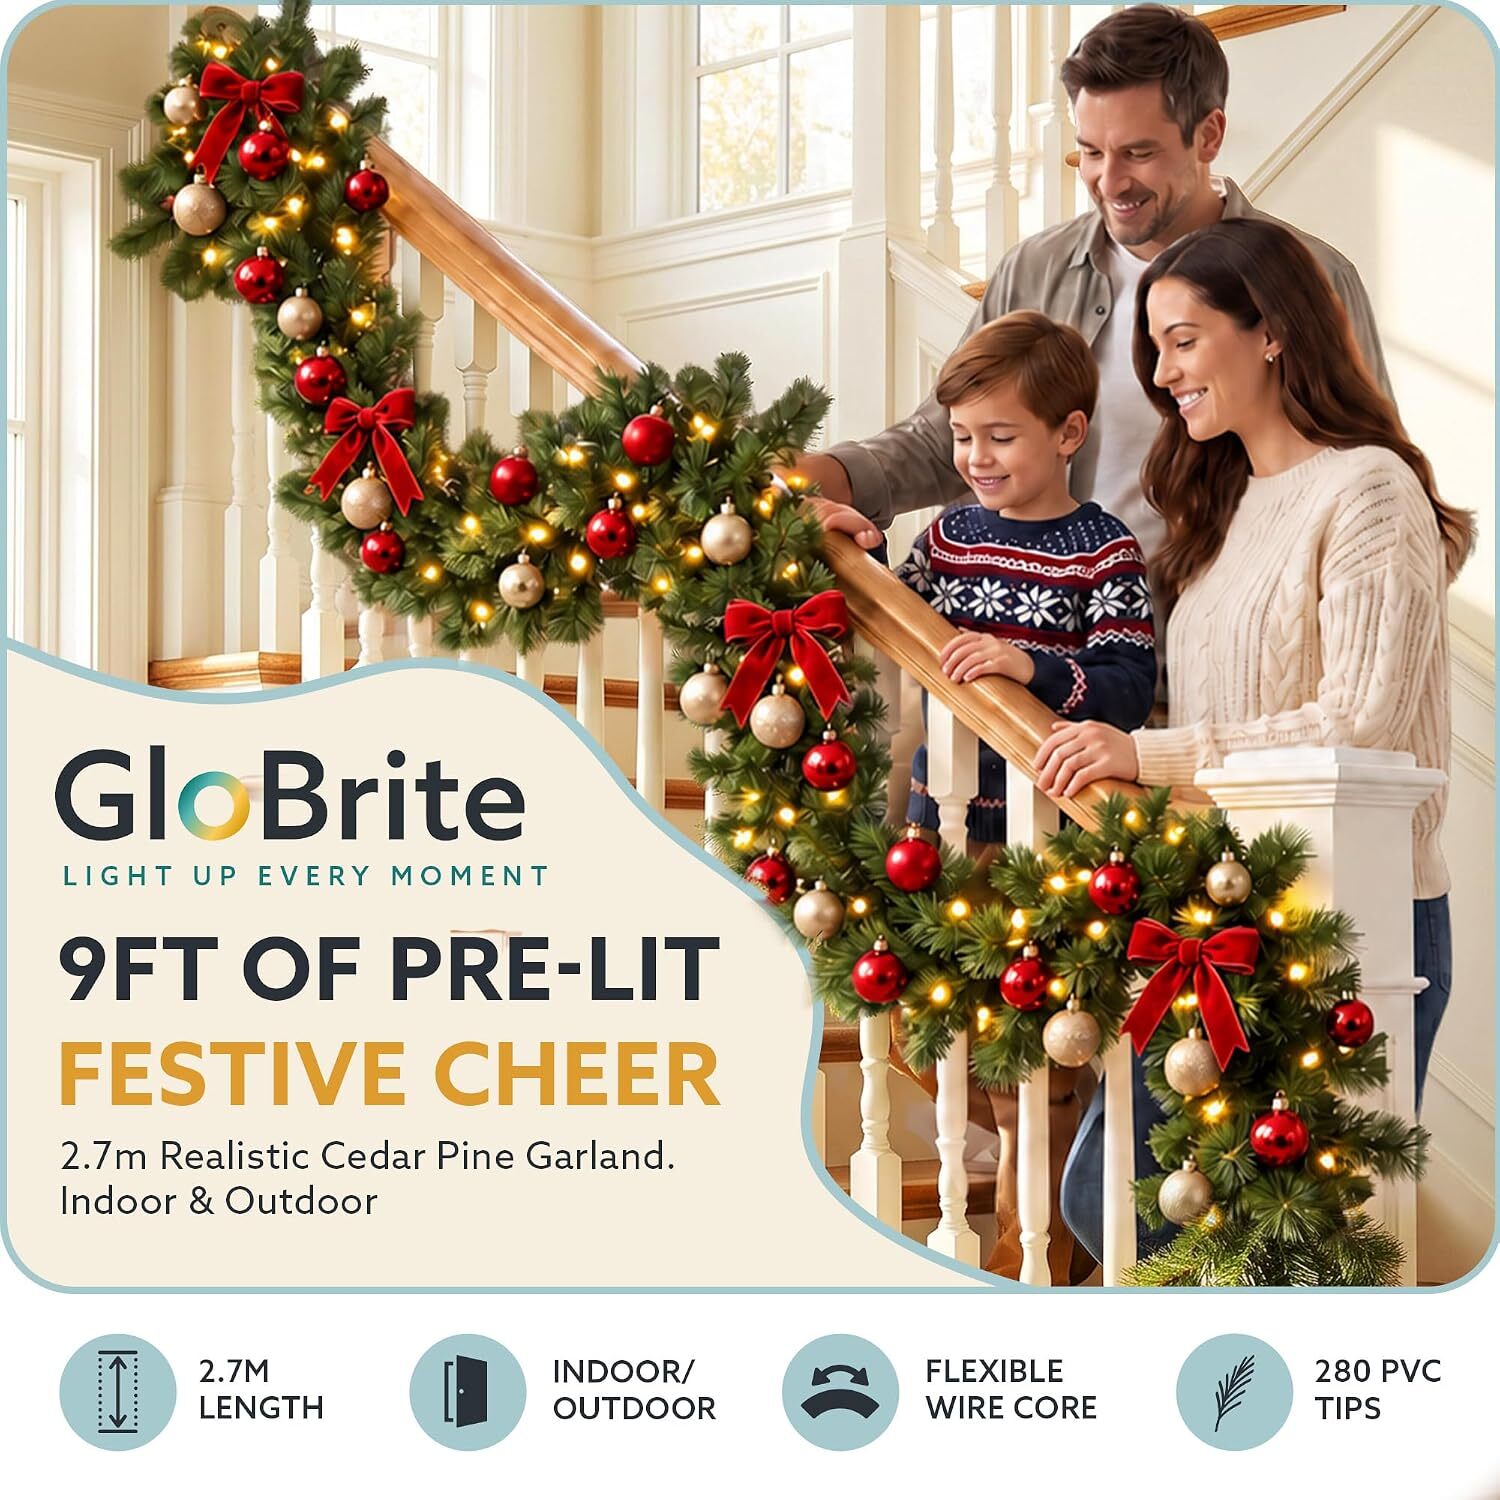 GloBrite
LIGHT UP EVERY MOMENT
9FT OF PRE-LIT
FESTIVE CHEER
2.7m Realistic Cedar Pine Garland.
Indoor & Outdoor
2.7M
LENGTH
INDOOR/
OUTDOOR
FLEXIBLE
WIRE CORE
280 PVC
TIPS